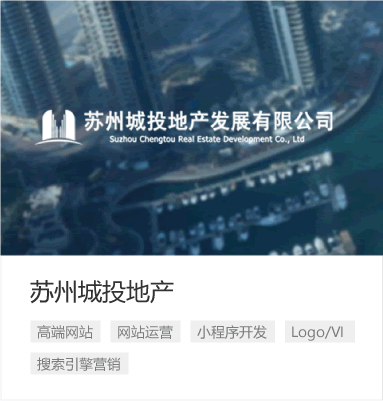 苏州城投地产发展有限公司
Suzhou Chengtou Real Estate Development Co., Ltd
苏州城投地产
高端网站 网站运营 小程序开发 Logo/VI
搜索引擎营销